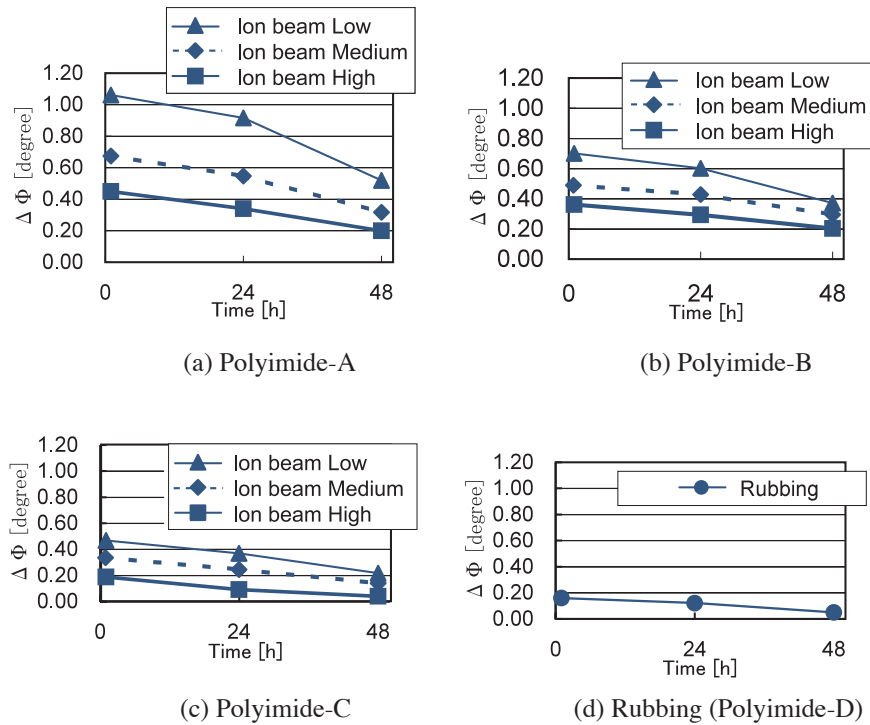 Ion beam Low
Ion beam Medium
Ion beam High
1.20
1.00
0.80
0.60
0.40
0.20
0.00
Δ Φ [degree]
0 24 48
Time [h]
(a) Polyimide-A
Ion beam Low
Ion beam Medium
Ion beam High
1.20
1.00
0.80
0.60
0.40
0.20
0.00
Δ Φ [degree]
0 24 48
Time [h]
(b) Polyimide-B
Ion beam Low
Ion beam Medium
Ion beam High
1.20
1.00
0.80
0.60
0.40
0.20
0.00
Δ Φ [degree]
0 24 48
Time [h]
(c) Polyimide-C
Rubbing
1.20
1.00
0.80
0.60
0.40
0.20
0.00
Δ Φ [degree]
0 24 48
Time [h]
(d) Rubbing (Polyimide-D)